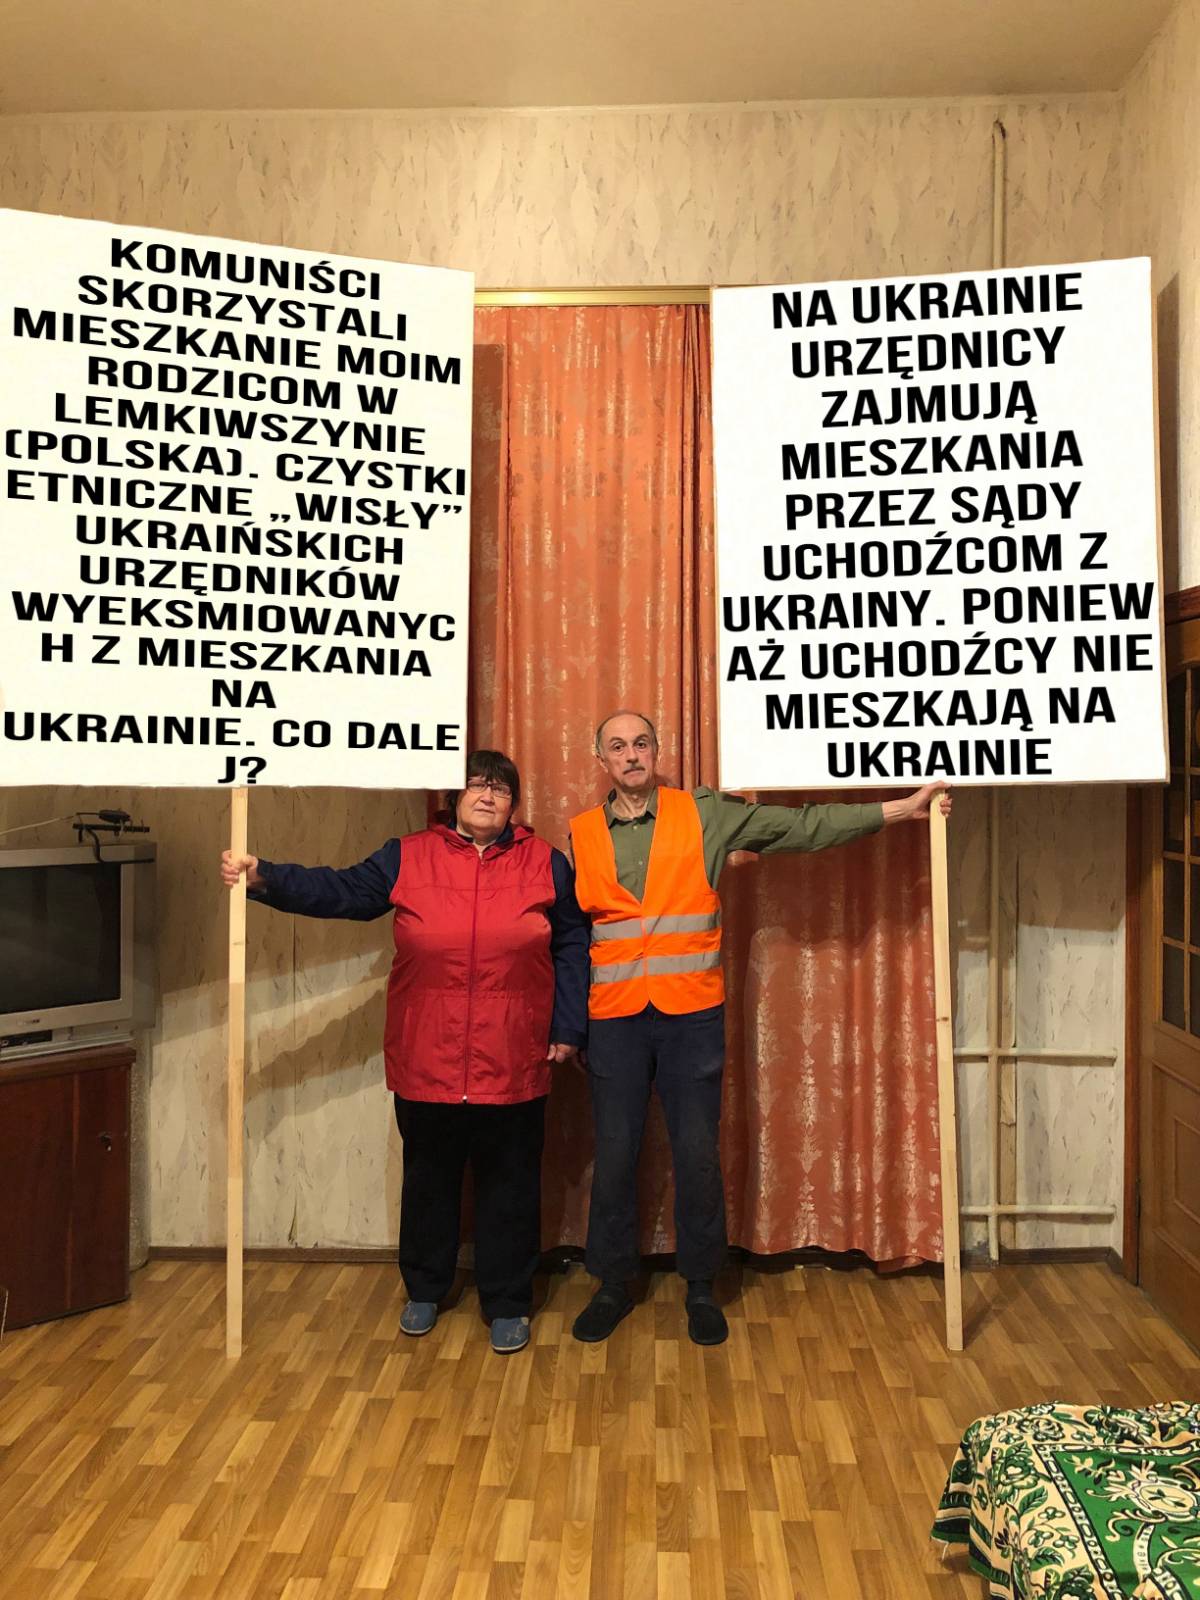 KOMUNIŚCI
SKORZYSTALI
MIESZKANIE MOIM
RODZICOM W
LEMKIWSZYNIE
(POLSKA). CZYSTKI
ETNICZNE „WISŁY”
UKRAIŃSKICH
URZĘDNIKÓW
WYEKSMIOWANYC
H Z MIESZKANIA
NA
UKRAINIE. CO DALE
J?
NA UKRAINIE
URZĘDNICY
ZAJMUJĄ
MIESZKANIA
PRZEZ SĄDY
UCHODŹCOM Z
UKRAINY. PONIEW
AŻ UCHODŹCY NIE
MIESZKAJĄ NA
UKRAINIE